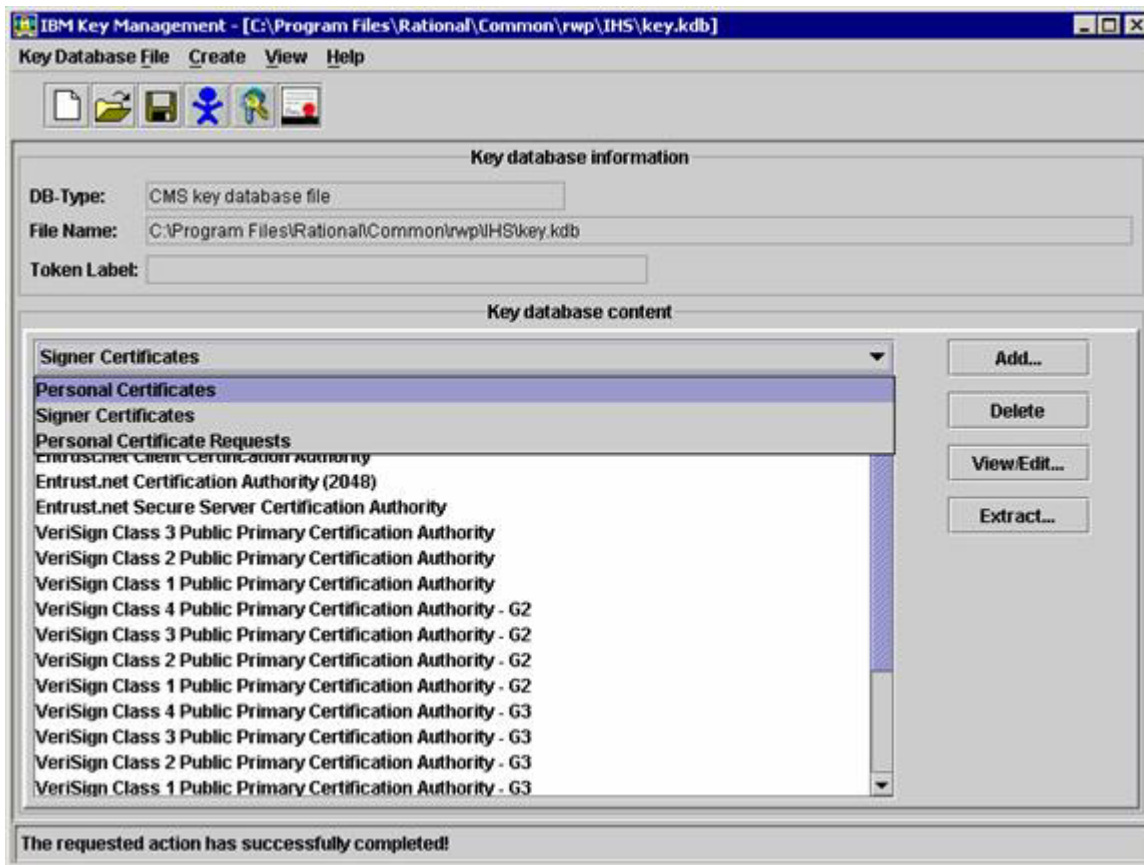 IBM Key Management - [C:\Program Files\Rational\Common\rwp\IHS\key.kdb]
Key Database File Create View Help
Key database information
DB-Type: CMS key database file
File Name: C:\Program Files\Rational\Common\rwp\IHS\key.kdb
Token Label:
Key database content
Signer Certificates
Add...
Personal Certificates
Signer Certificates
Delete
Personal Certificate Requests
Entrust.net Client Certification Authority
View/Edit...
Entrust.net Certification Authority (2048)
Entrust.net Secure Server Certification Authority
Extract...
VeriSign Class 3 Public Primary Certification Authority
VeriSign Class 2 Public Primary Certification Authority
VeriSign Class 1 Public Primary Certification Authority
VeriSign Class 4 Public Primary Certification Authority - G2
VeriSign Class 3 Public Primary Certification Authority - G2
VeriSign Class 2 Public Primary Certification Authority - G2
VeriSign Class 1 Public Primary Certification Authority - G2
VeriSign Class 4 Public Primary Certification Authority - G3
VeriSign Class 3 Public Primary Certification Authority - G3
VeriSign Class 2 Public Primary Certification Authority - G3
VeriSign Class 1 Public Primary Certification Authority - G3
The requested action has successfully completed!